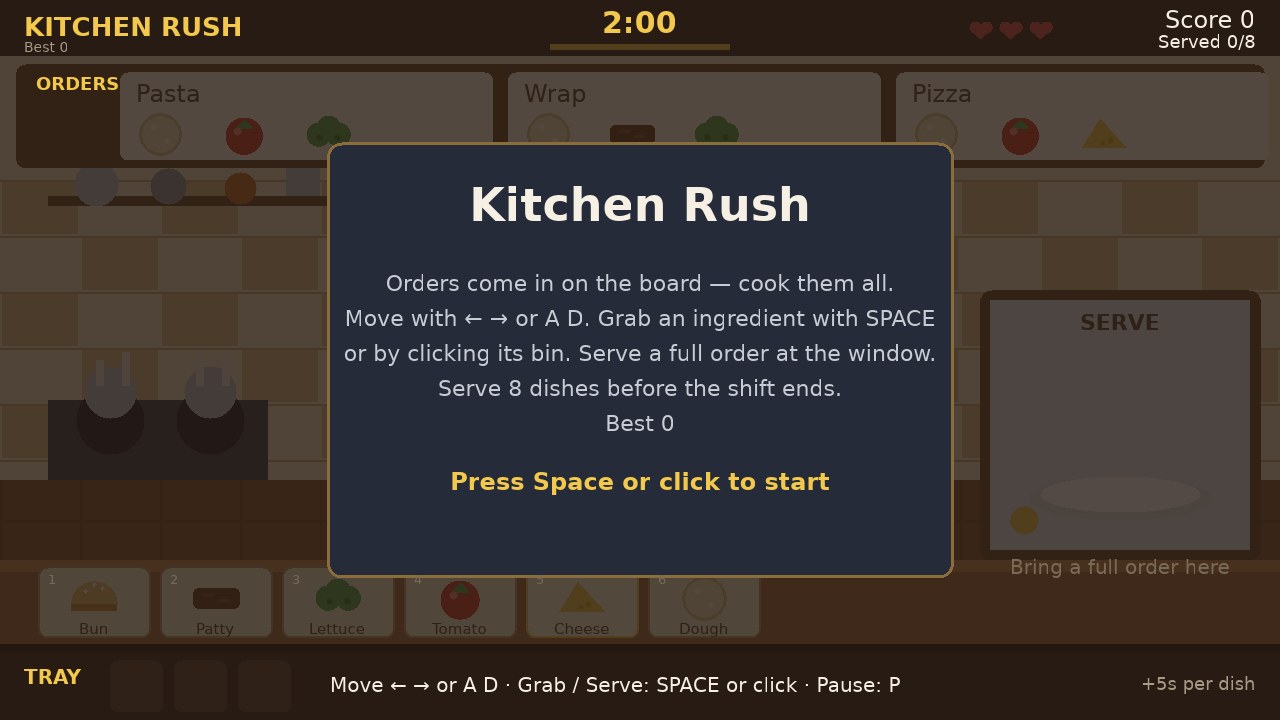 KITCHEN RUSH
Best 0
2:00
Score 0
Served 0/8
ORDERS
Pasta
Wrap
Pizza
Kitchen Rush
Orders come in on the board — cook them all.
Move with ← → or A D. Grab an ingredient with SPACE
or by clicking its bin. Serve a full order at the window.
Serve 8 dishes before the shift ends.
Best 0
Press Space or click to start
SERVE
Bring a full order here
1
2
3
4
5
6
Bun
Patty
Lettuce
Tomato
Cheese
Dough
TRAY
Move ← → or A D · Grab / Serve: SPACE or click · Pause: P
+5s per dish